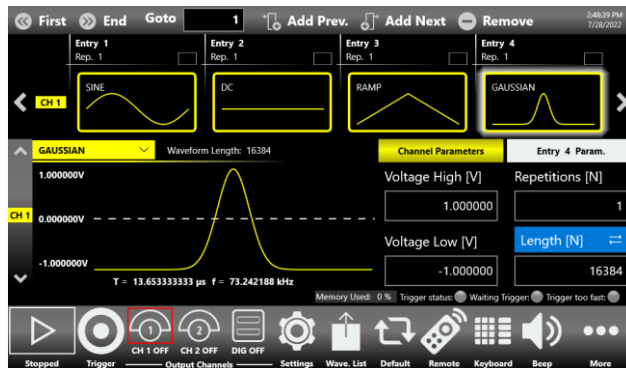 First End Goto 1 Add Prev. Add Next Remove 2:48:39 PM
7/28/2022
Entry 1 Entry 2 Entry 3 Entry 4
Rep. 1 Rep. 1 Rep. 1 Rep. 1
SINE DC RAMP GAUSSIAN
CH 1
GAUSSIAN Waveform Length: 16384 Channel Parameters Entry 4 Param.
1.000000V Voltage High [V] Repetitions [N]
1.000000 1
CH 1 0.000000V
Voltage Low [V] Length [N]
-1.000000V -1.000000 16384
T = 13.653333333 µs f = 73.242188 kHz
Memory Used: 0 % Trigger status: Waiting Trigger: Trigger too fast:
1 2
CH 1 OFF CH 2 OFF DIG OFF
Stopped Trigger Output Channels Settings Wave. List Default Remote Keyboard Beep More